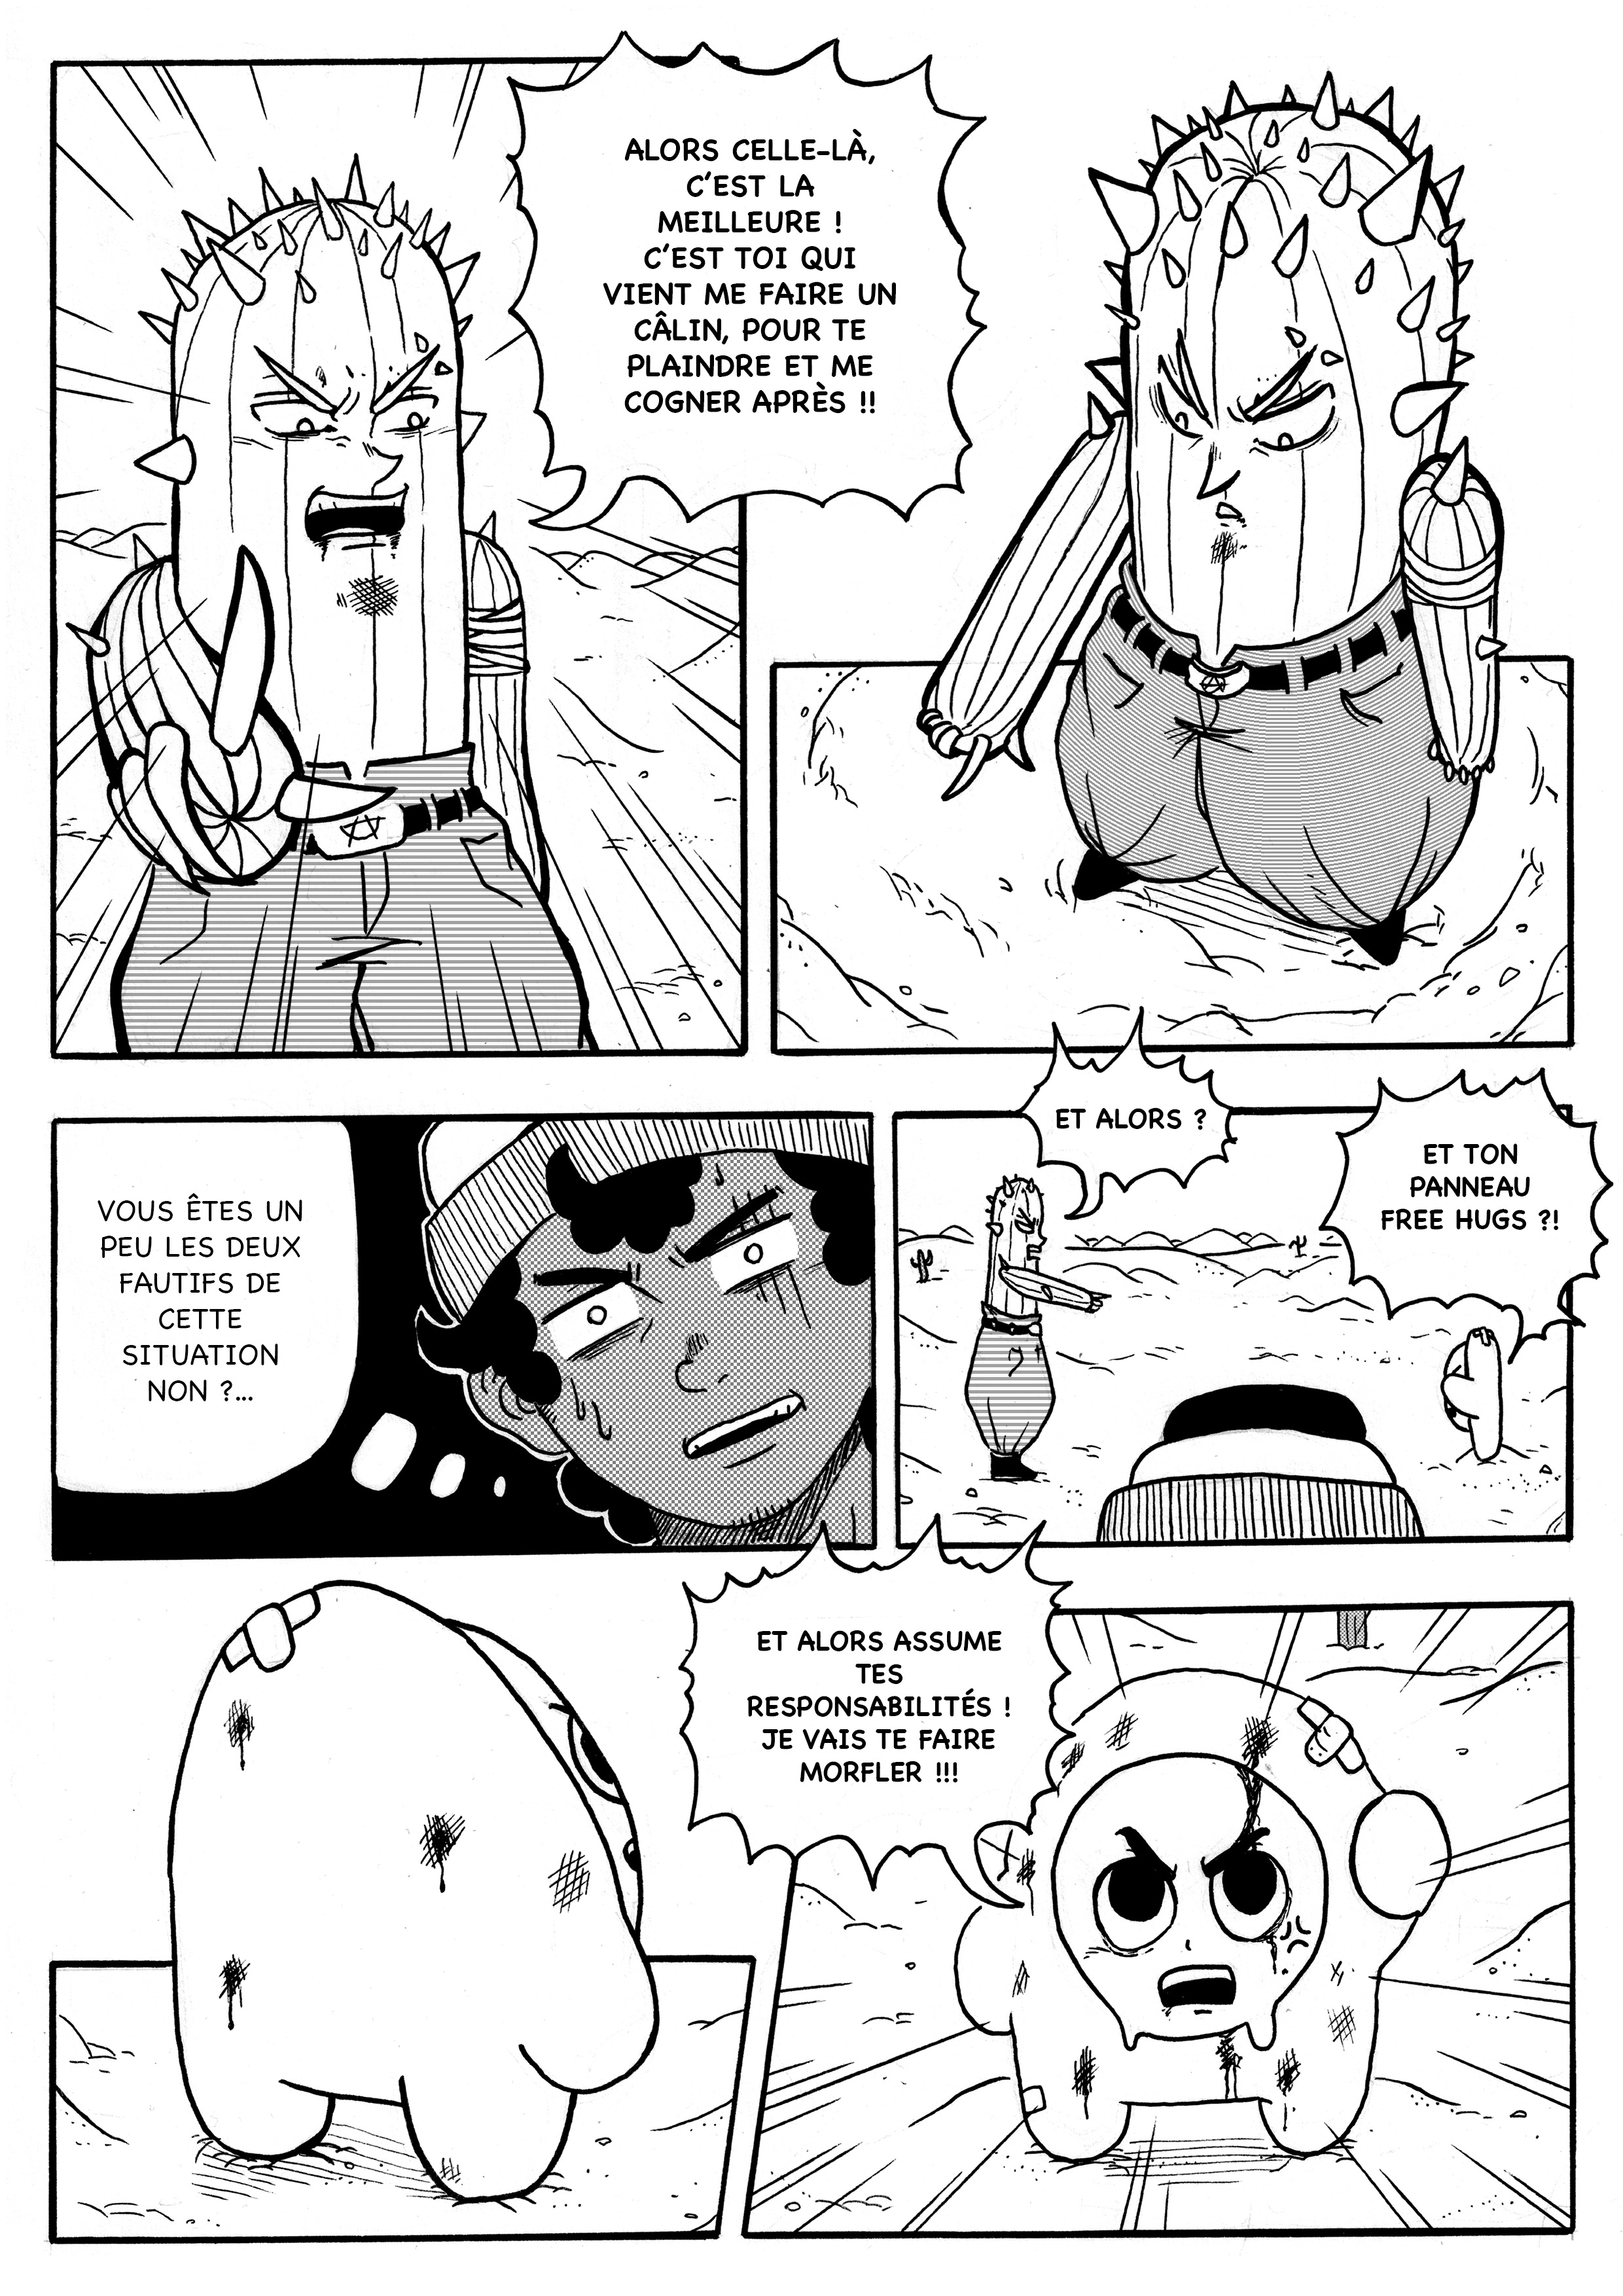 ALORS CELLE-LÀ,
C'EST LA
MEILLEURE !
C'EST TOI QUI
VIENT ME FAIRE UN
CÂLIN, POUR TE
PLAINDRE ET ME
COGNER APRÈS !!
VOUS ÊTES UN
PEU LES DEUX
FAUTIFS DE
CETTE
SITUATION
NON ?...
ET ALORS ?
ET TON
PANNEAU
FREE HUGS ?!
ET ALORS ASSUME
TES
RESPONSABILITÉS !
JE VAIS TE FAIRE
MORFLER !!!